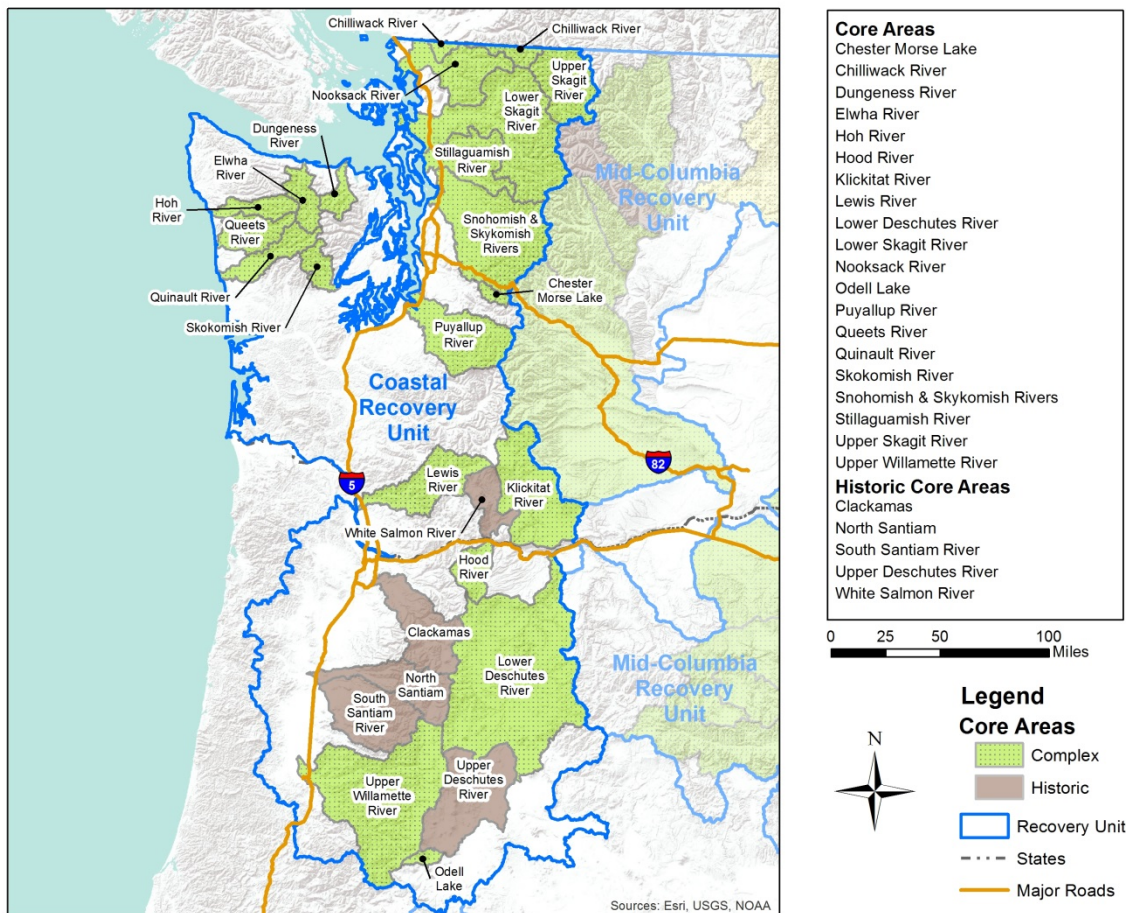 Chilliwack River
Chilliwack River
Nooksack River
Upper
Skagit
River
Lower
Skagit
River
Dungeness
River
Elwha
River
Stillaguamish
River
Mid-Columbia
Recovery
Unit
Hoh
River
Queets
River
Snohomish
& Skykomish
Rivers
Quinault River
Chester
Morse Lake
Skokomish River
Puyallup
River
Coastal
Recovery
Unit
5
82
Lewis
River
Klickitat
River
White Salmon River
Hood
River
Clackamas
North
Santiam
Lower
Deschutes
River
Mid-Columbia
Recovery
Unit
South
Santiam
River
Upper
Willamette
River
Upper
Deschutes
River
Odell
Lake
Sources: Esri, USGS, NOAA
Core Areas
Chester Morse Lake
Chilliwack River
Dungeness River
Elwha River
Hoh River
Hood River
Klickitat River
Lewis River
Lower Deschutes River
Lower Skagit River
Nooksack River
Odell Lake
Puyallup River
Queets River
Quinault River
Skokomish River
Snohomish & Skykomish Rivers
Stillaguamish River
Upper Skagit River
Upper Willamette River
Historic Core Areas
Clackamas
North Santiam
South Santiam River
Upper Deschutes River
White Salmon River
0 25 50 100
Miles
Legend
Core Areas
Complex
Historic
Recovery Unit
States
Major Roads
N